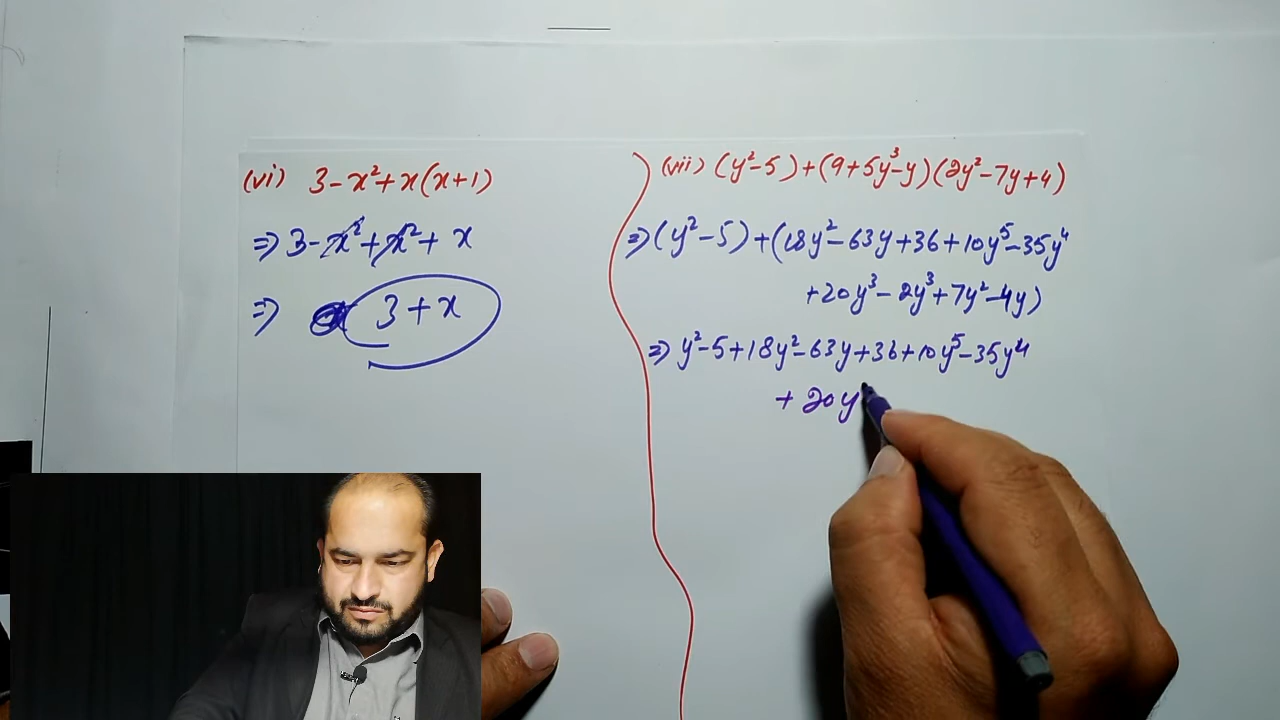 (vi) 3 - x² + x(x+1)
⇒ 3 - x² + x² + x
⇒ 3 + x
(vii) (y² - 5) + (9 + 5y³ - y)(2y² - 7y + 4)
⇒ (y² - 5) + (18y² - 63y + 36 + 10y⁵ - 35y⁴
+ 20y³ - 2y³ + 7y² - 4y)
⇒ y² - 5 + 18y² - 63y + 36 + 10y⁵ - 35y⁴
+ 20y